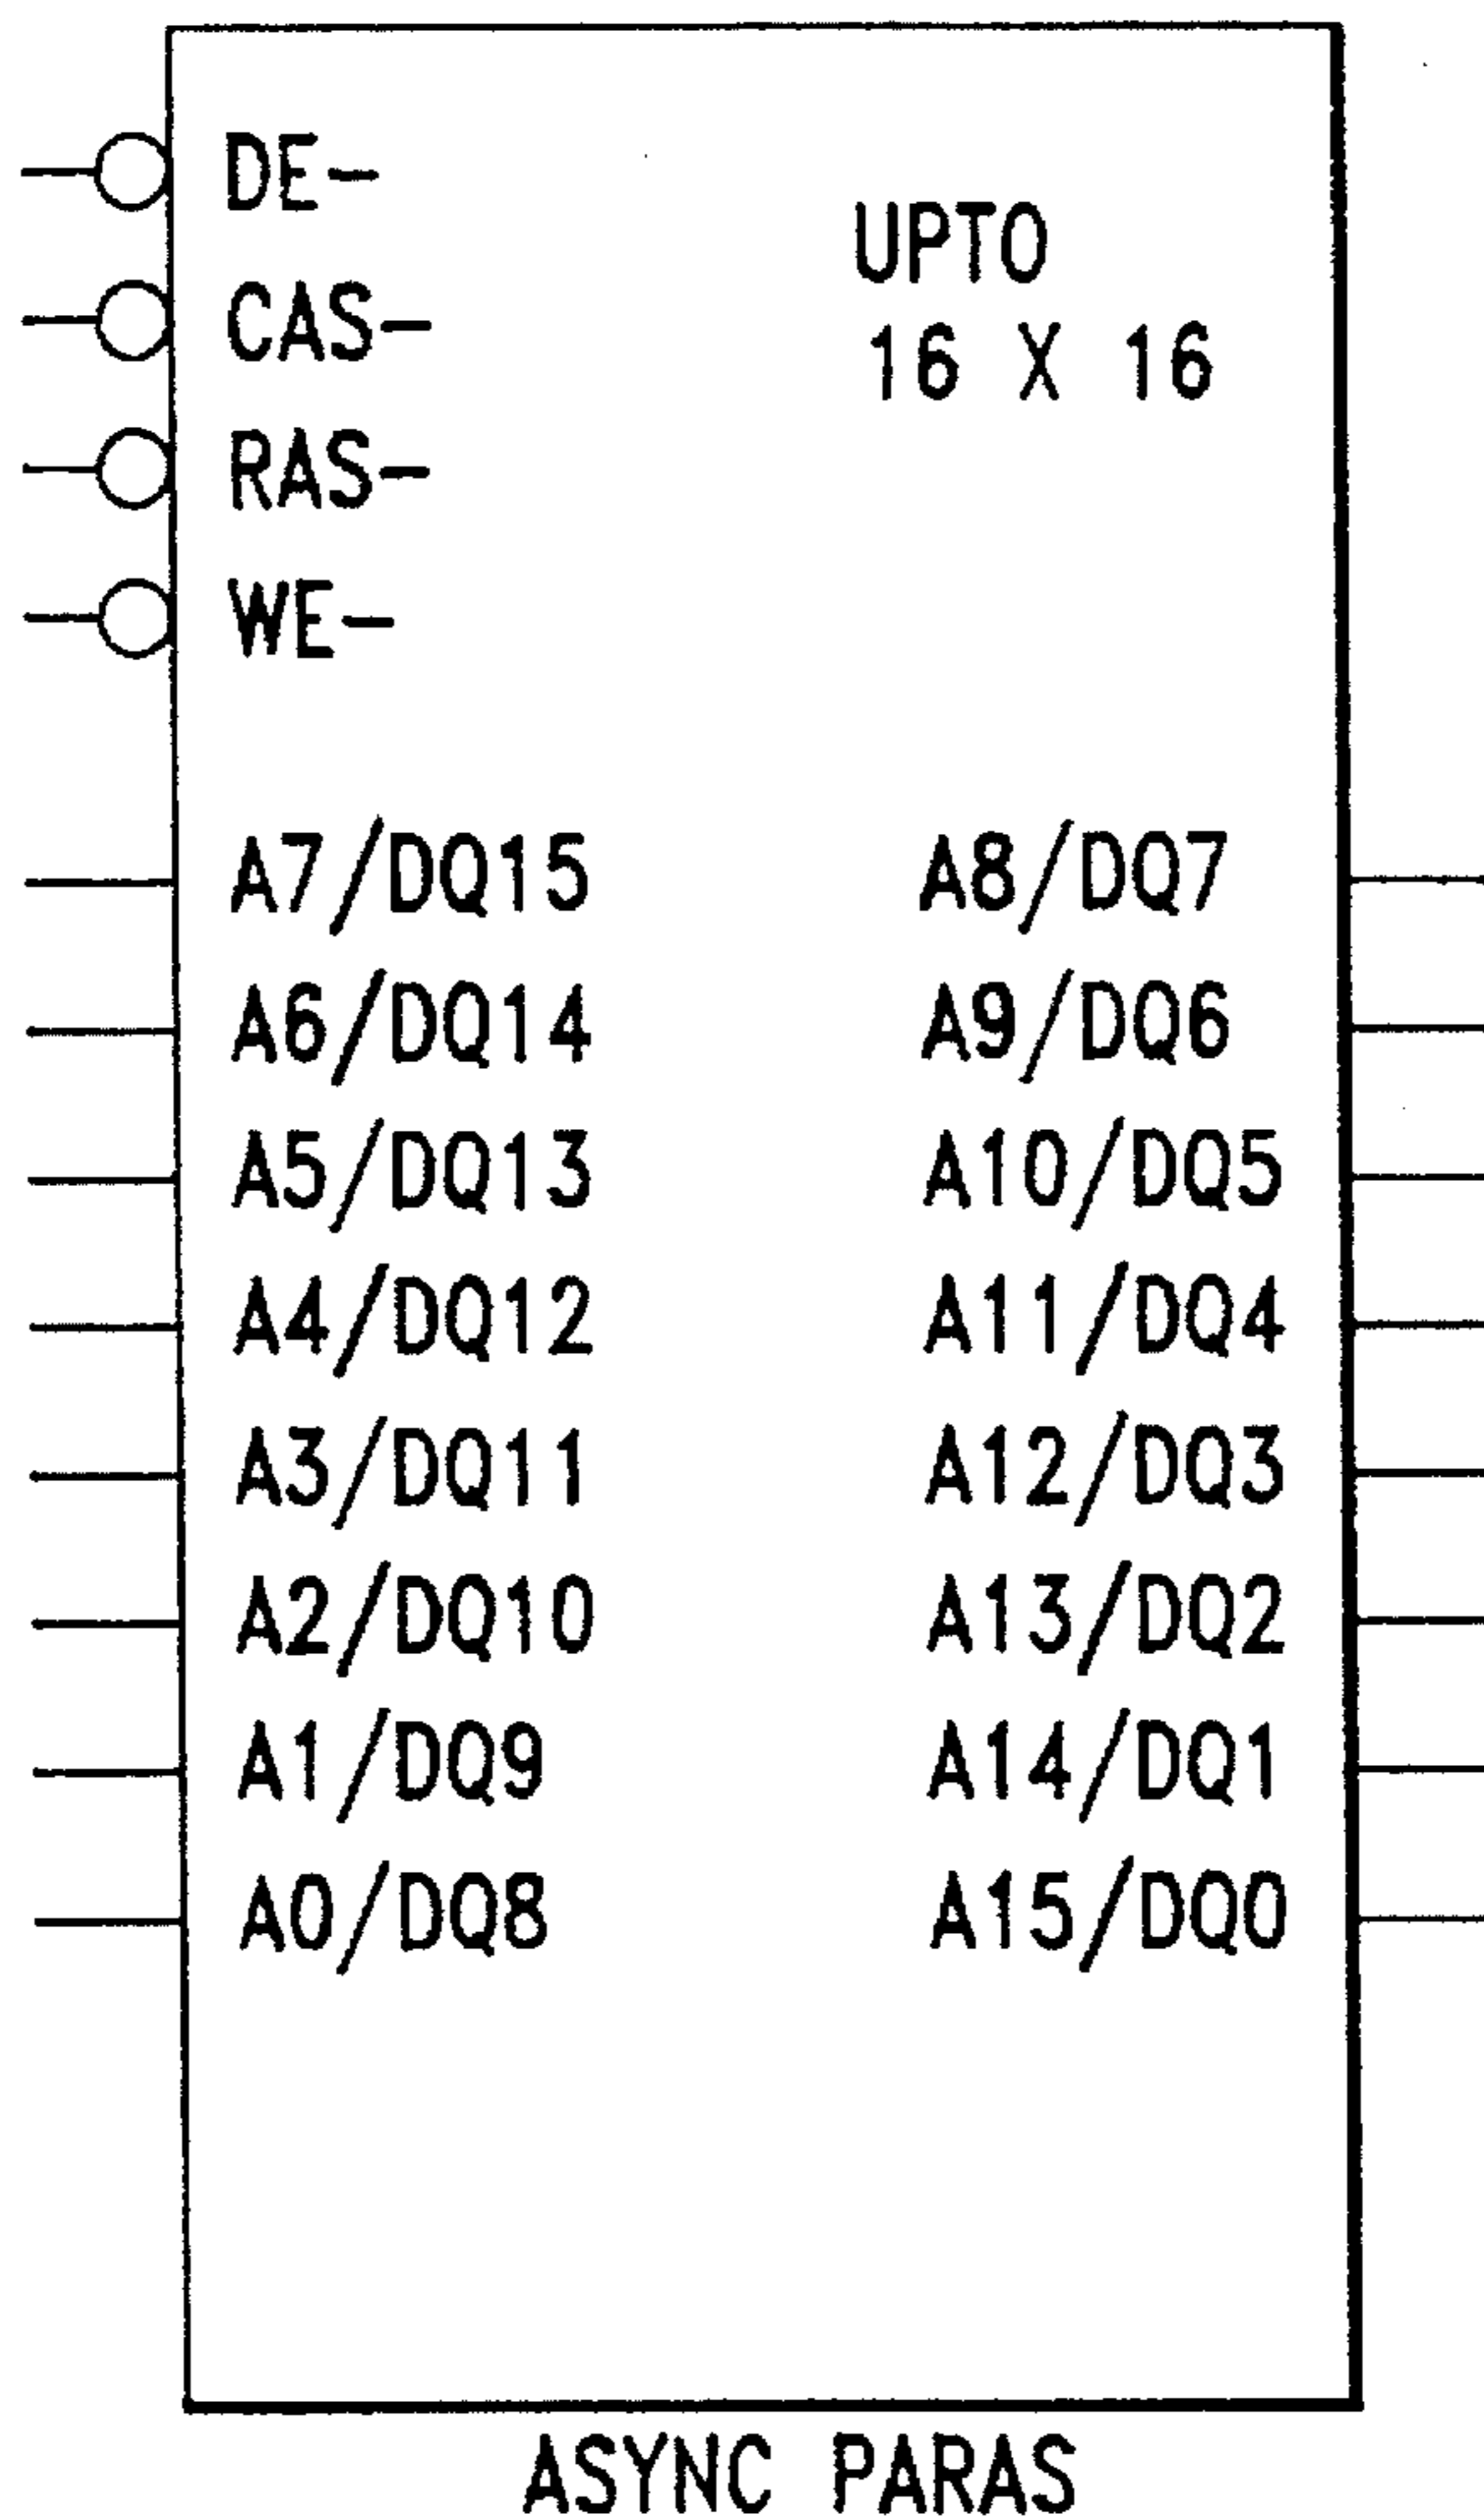 DE-
UPTO
CAS-
16 X 16
RAS-
WE-
A7/DQ15 A8/DQ7
A6/DQ14 A9/DQ6
A5/DQ13 A10/DQ5
A4/DQ12 A11/DQ4
A3/DQ11 A12/DQ3
A2/DQ10 A13/DQ2
A1/DQ9 A14/DQ1
A0/DQ8 A15/DQ0
ASYNC PARAS